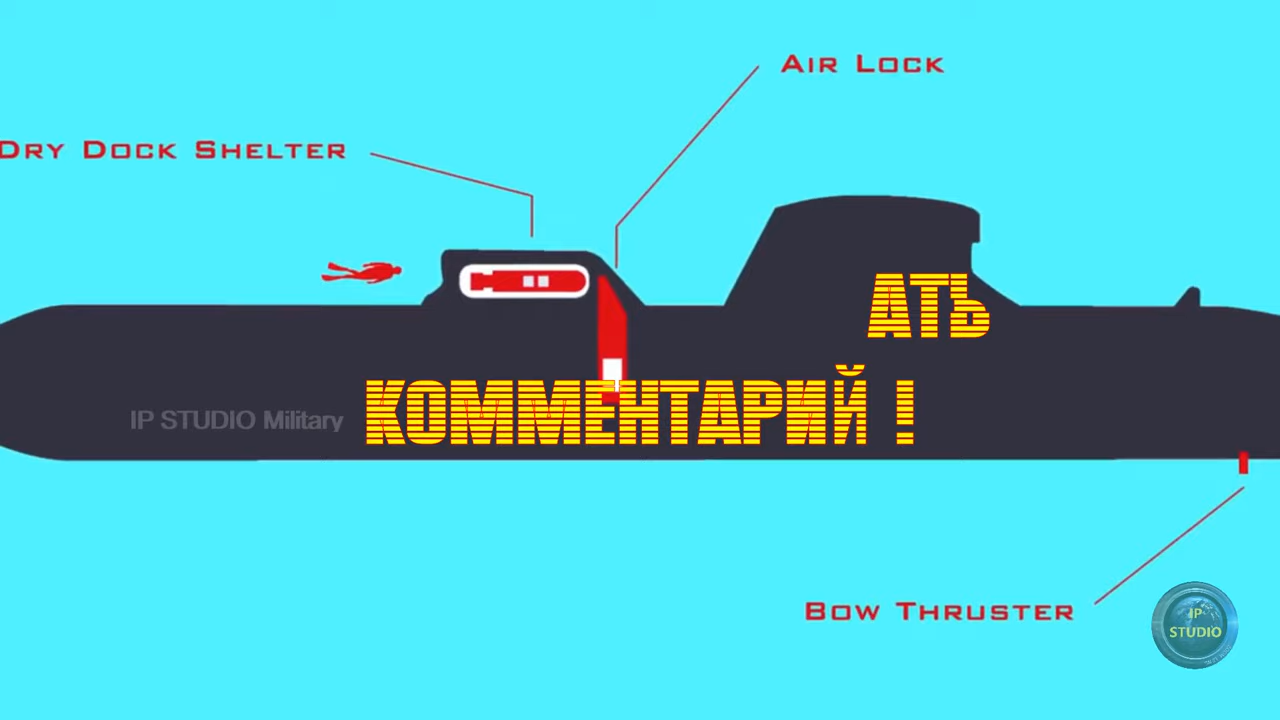 AIR LOCK
DRY DOCK SHELTER
АТЬ
КОММЕНТАРИЙ !
IP STUDIO Military
BOW THRUSTER
IP
STUDIO